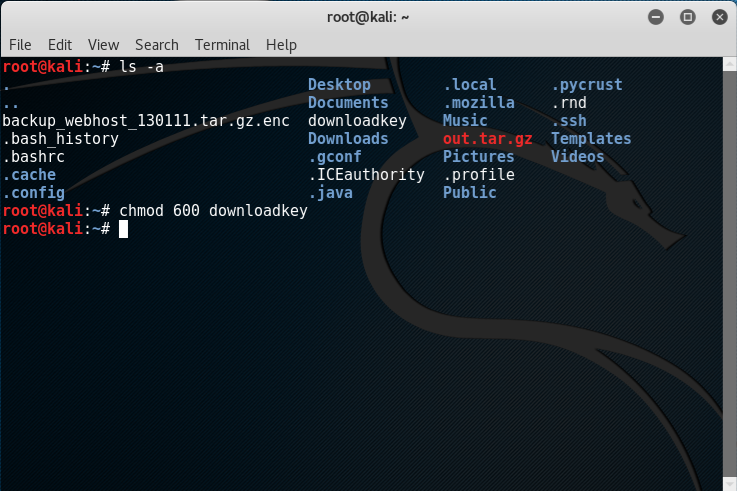 root@kali: ~
File Edit View Search Terminal Help
root@kali:~# ls -a
. Desktop .local .pycrust
.. Documents .mozilla .rnd
backup_webhost_130111.tar.gz.enc downloadkey Music .ssh
.bash_history Downloads out.tar.gz Templates
.bashrc .gconf Pictures Videos
.cache .ICEauthority .profile
.config .java Public
root@kali:~# chmod 600 downloadkey
root@kali:~#